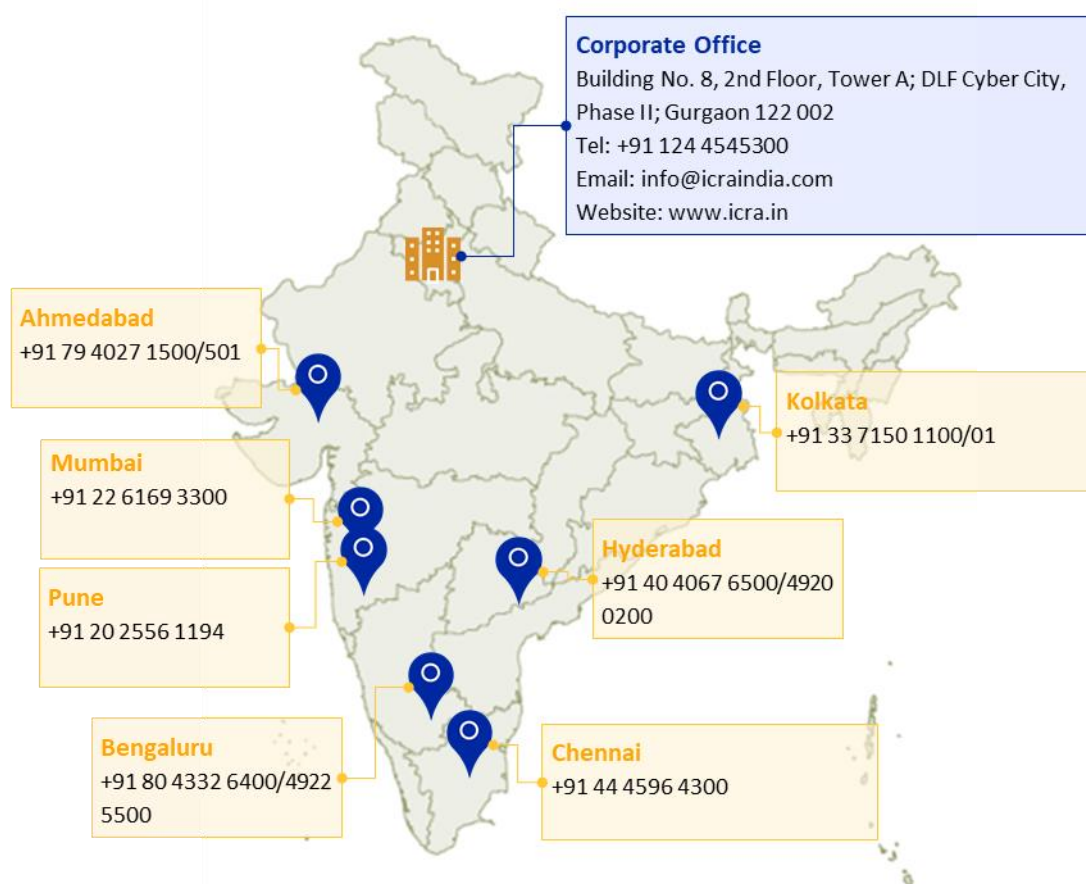 Corporate Office
Building No. 8, 2nd Floor, Tower A; DLF Cyber City,
Phase II; Gurgaon 122 002
Tel: +91 124 4545300
Email: info@icraindia.com
Website: www.icra.in
Ahmedabad
+91 79 4027 1500/501
Kolkata
+91 33 7150 1100/01
Mumbai
+91 22 6169 3300
Hyderabad
+91 40 4067 6500/4920
0200
Pune
+91 20 2556 1194
Bengaluru
+91 80 4332 6400/4922
5500
Chennai
+91 44 4596 4300